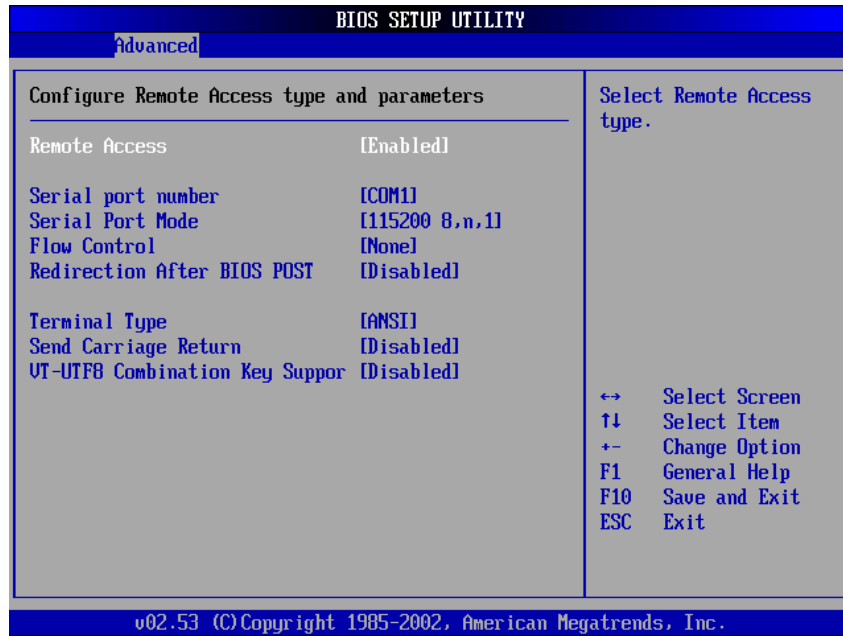 BIOS SETUP UTILITY
Advanced
Configure Remote Access type and parameters
Remote Access [Enabled]
Serial port number [COM1]
Serial Port Mode [115200 8,n,1]
Flow Control [None]
Redirection After BIOS POST [Disabled]
Terminal Type [ANSI]
Send Carriage Return [Disabled]
VT-UTF8 Combination Key Suppor [Disabled]
Select Remote Access
type.
←→ Select Screen
↑↓ Select Item
+- Change Option
F1 General Help
F10 Save and Exit
ESC Exit
v02.53 (C)Copyright 1985-2002, American Megatrends, Inc.